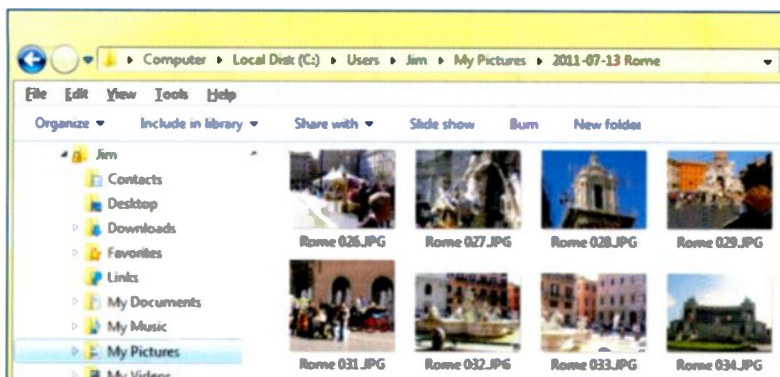 Computer Local Disk (C:) Users Jim My Pictures 2011-07-13 Rome
File Edit View Tools Help
Organize Include in library Share with Slide show Burn New folder
Jim
Contacts
Desktop
Downloads
Favorites
Links
My Documents
My Music
My Pictures
My Videos
Rome 026.JPG Rome 027.JPG Rome 028.JPG Rome 029.JPG
Rome 031.JPG Rome 032.JPG Rome 033.JPG Rome 034.JPG